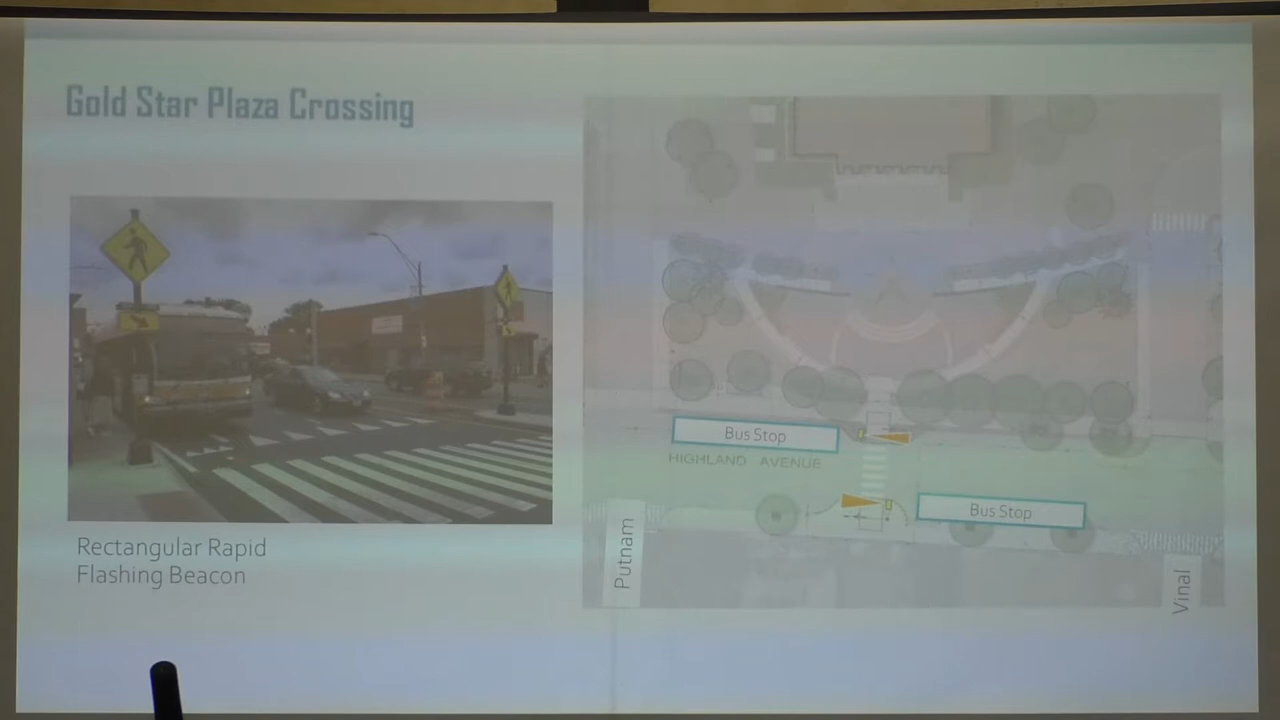 Gold Star Plaza Crossing
Rectangular Rapid
Flashing Beacon
Bus Stop
HIGHLAND AVENUE
Bus Stop
Putnam
Vinal